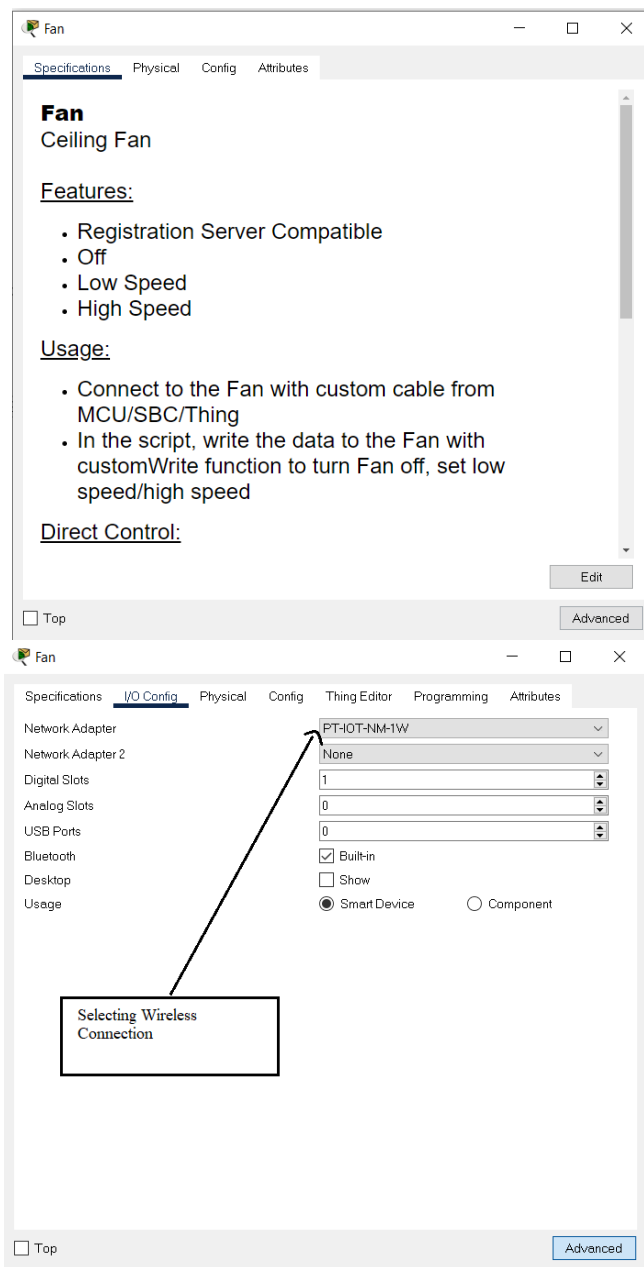 Fan
Specifications Physical Config Attributes
Fan
Ceiling Fan
Features:
Registration Server Compatible
Off
Low Speed
High Speed
Usage:
Connect to the Fan with custom cable from
MCU/SBC/Thing
In the script, write the data to the Fan with
customWrite function to turn Fan off, set low
speed/high speed
Direct Control:
Edit
Top Advanced
Fan
Specifications I/O Config Physical Config Thing Editor Programming Attributes
Network Adapter PT-IOT-NM-1W
Network Adapter 2 None
Digital Slots 1
Analog Slots 0
USB Ports 0
Bluetooth Built-in
Desktop Show
Usage Smart Device Component
Selecting Wireless
Connection
Top Advanced